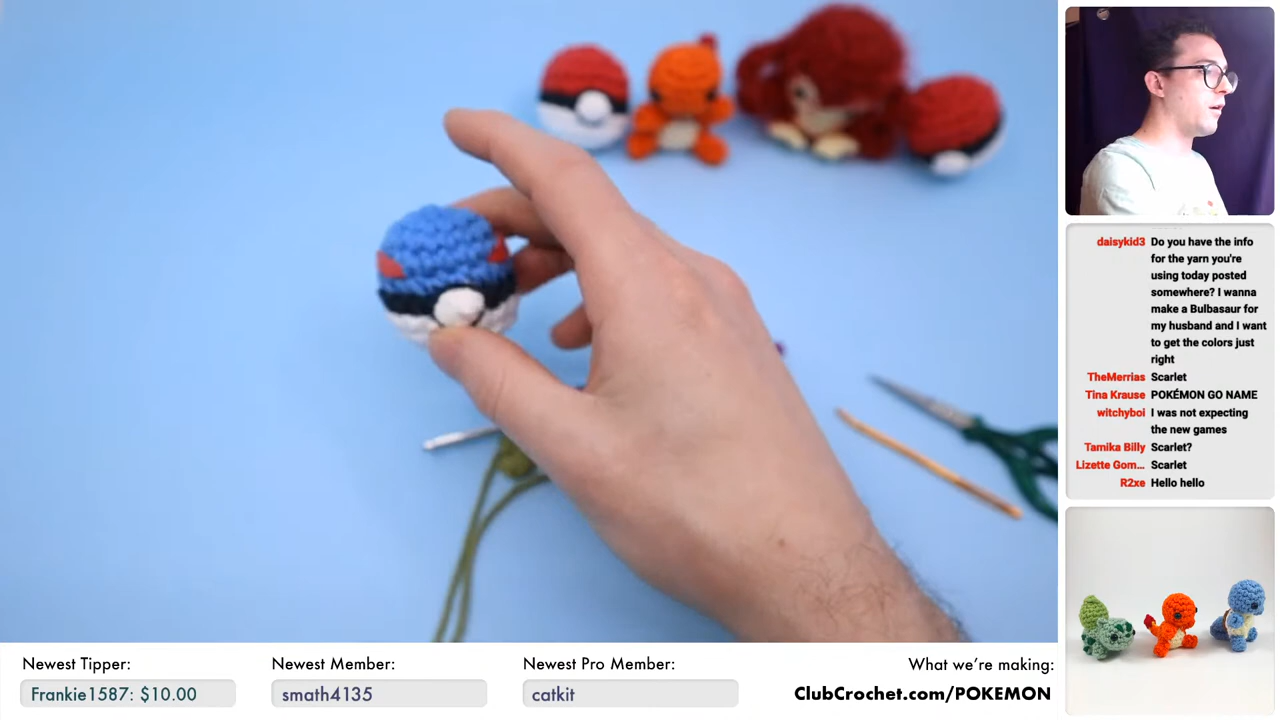 daisykid3 Do you have the info
for the yarn you're
using today posted
somewhere? I wanna
make a Bulbasaur for
my husband and I want
to get the colors just
right
TheMerrias Scarlet
Tina Krause POKÉMON GO NAME
witchyboi I was not expecting
the new games
Tamika Billy Scarlet?
Lizette Gom... Scarlet
R2xe Hello hello
Newest Tipper:
Frankie1587: $10.00
Newest Member:
smath4135
Newest Pro Member:
catkit
What we're making:
ClubCrochet.com/POKEMON